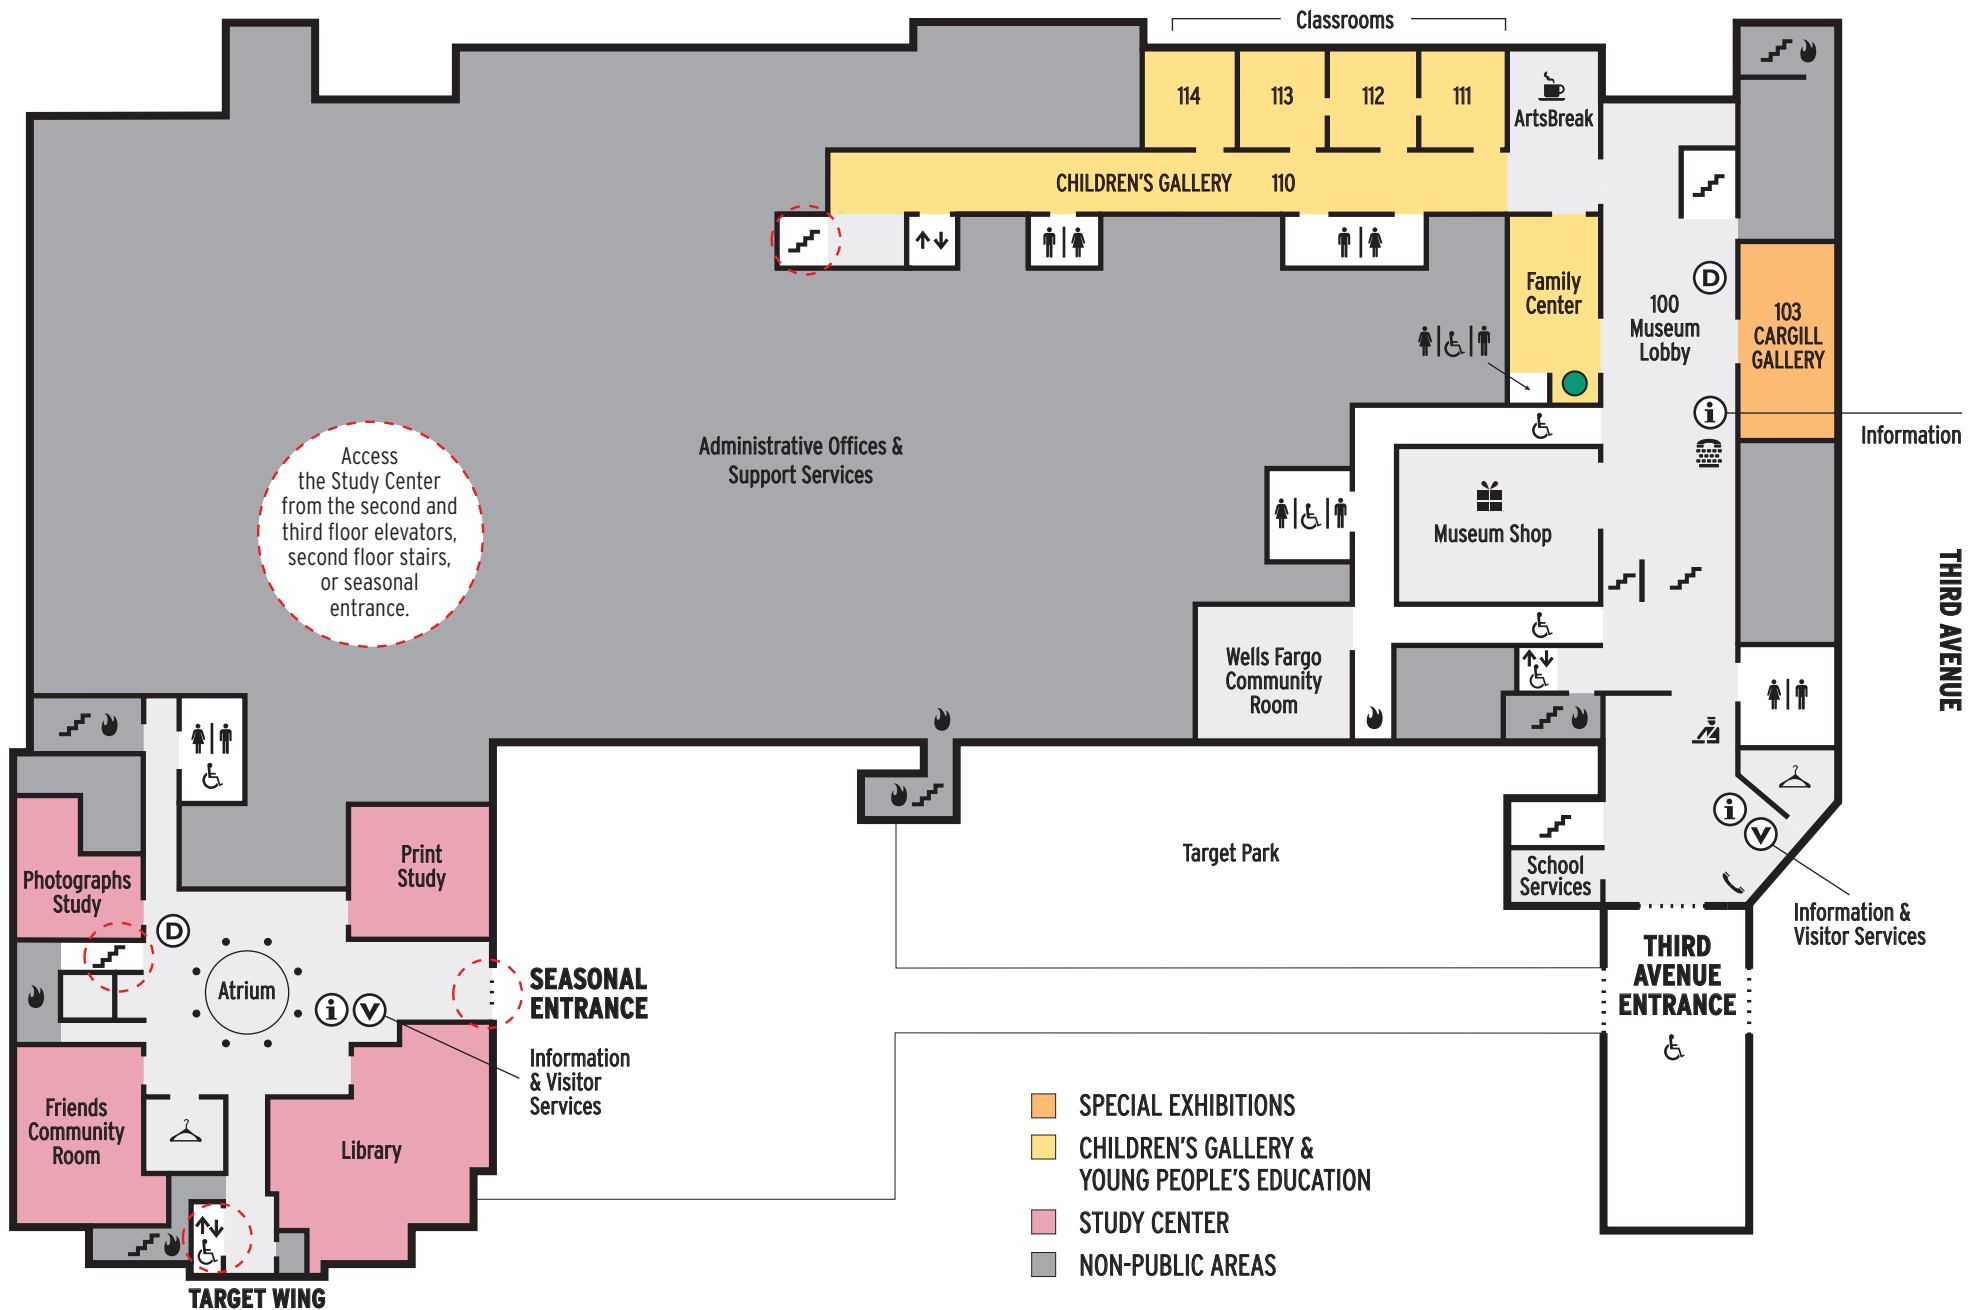 Classrooms
114
113
112
111
ArtsBreak
CHILDREN'S GALLERY 110
Family
Center
D
100
Museum
Lobby
103
CARGILL
GALLERY
i
Information
Administrative Offices &
Support Services
Access
the Study Center
from the second and
third floor elevators,
second floor stairs,
or seasonal
entrance.
Museum Shop
THIRD AVENUE
Wells Fargo
Community
Room
i
V
Target Park
School
Services
Information &
Visitor Services
THIRD
AVENUE
ENTRANCE
Print
Study
Photographs
Study
D
Atrium
i
V
SEASONAL
ENTRANCE
Information
& Visitor
Services
Friends
Community
Room
Library
TARGET WING
SPECIAL EXHIBITIONS
CHILDREN'S GALLERY &
YOUNG PEOPLE'S EDUCATION
STUDY CENTER
NON-PUBLIC AREAS